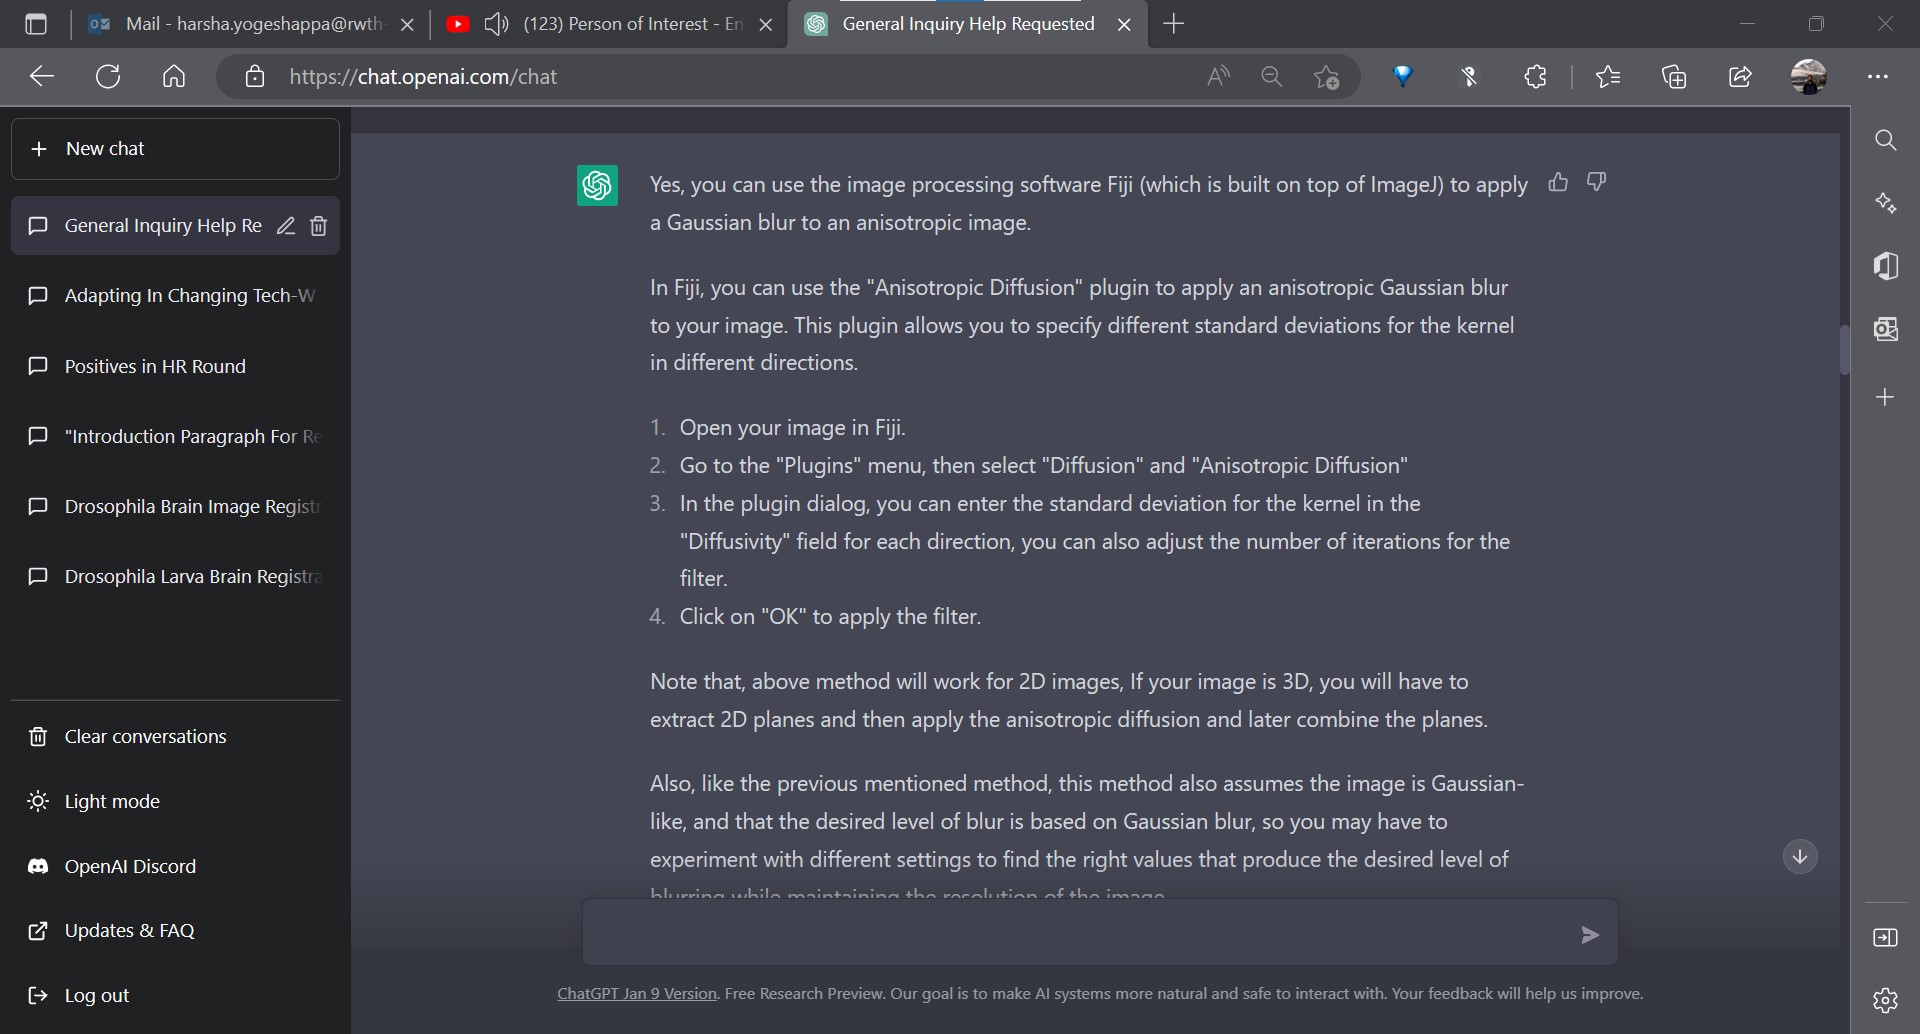 Mail - harsha.yogeshappa@rwth-
(123) Person of Interest - En
General Inquiry Help Requested
https://chat.openai.com/chat
New chat
General Inquiry Help Re
Adapting In Changing Tech-W
Positives in HR Round
"Introduction Paragraph For Re
Drosophila Brain Image Registr
Drosophila Larva Brain Registra
Clear conversations
Light mode
OpenAI Discord
Updates & FAQ
Log out
Yes, you can use the image processing software Fiji (which is built on top of ImageJ) to apply
a Gaussian blur to an anisotropic image.
In Fiji, you can use the "Anisotropic Diffusion" plugin to apply an anisotropic Gaussian blur
to your image. This plugin allows you to specify different standard deviations for the kernel
in different directions.
1. Open your image in Fiji.
2. Go to the "Plugins" menu, then select "Diffusion" and "Anisotropic Diffusion"
3. In the plugin dialog, you can enter the standard deviation for the kernel in the
"Diffusivity" field for each direction, you can also adjust the number of iterations for the
filter.
4. Click on "OK" to apply the filter.
Note that, above method will work for 2D images, If your image is 3D, you will have to
extract 2D planes and then apply the anisotropic diffusion and later combine the planes.
Also, like the previous mentioned method, this method also assumes the image is Gaussian-
like, and that the desired level of blur is based on Gaussian blur, so you may have to
experiment with different settings to find the right values that produce the desired level of
blurring while maintaining the resolution of the image.
ChatGPT Jan 9 Version. Free Research Preview. Our goal is to make AI systems more natural and safe to interact with. Your feedback will help us improve.